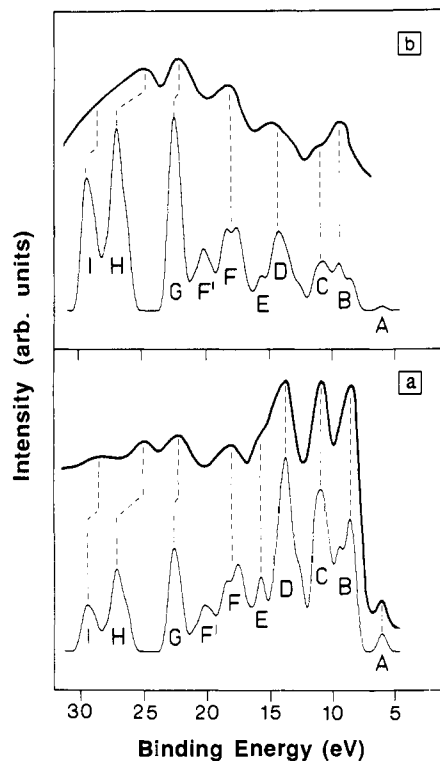 b
I H G F' F E D C B A
Intensity (arb. units)
a
I H G F' F E D C B A
30 25 20 15 10 5
Binding Energy (eV)